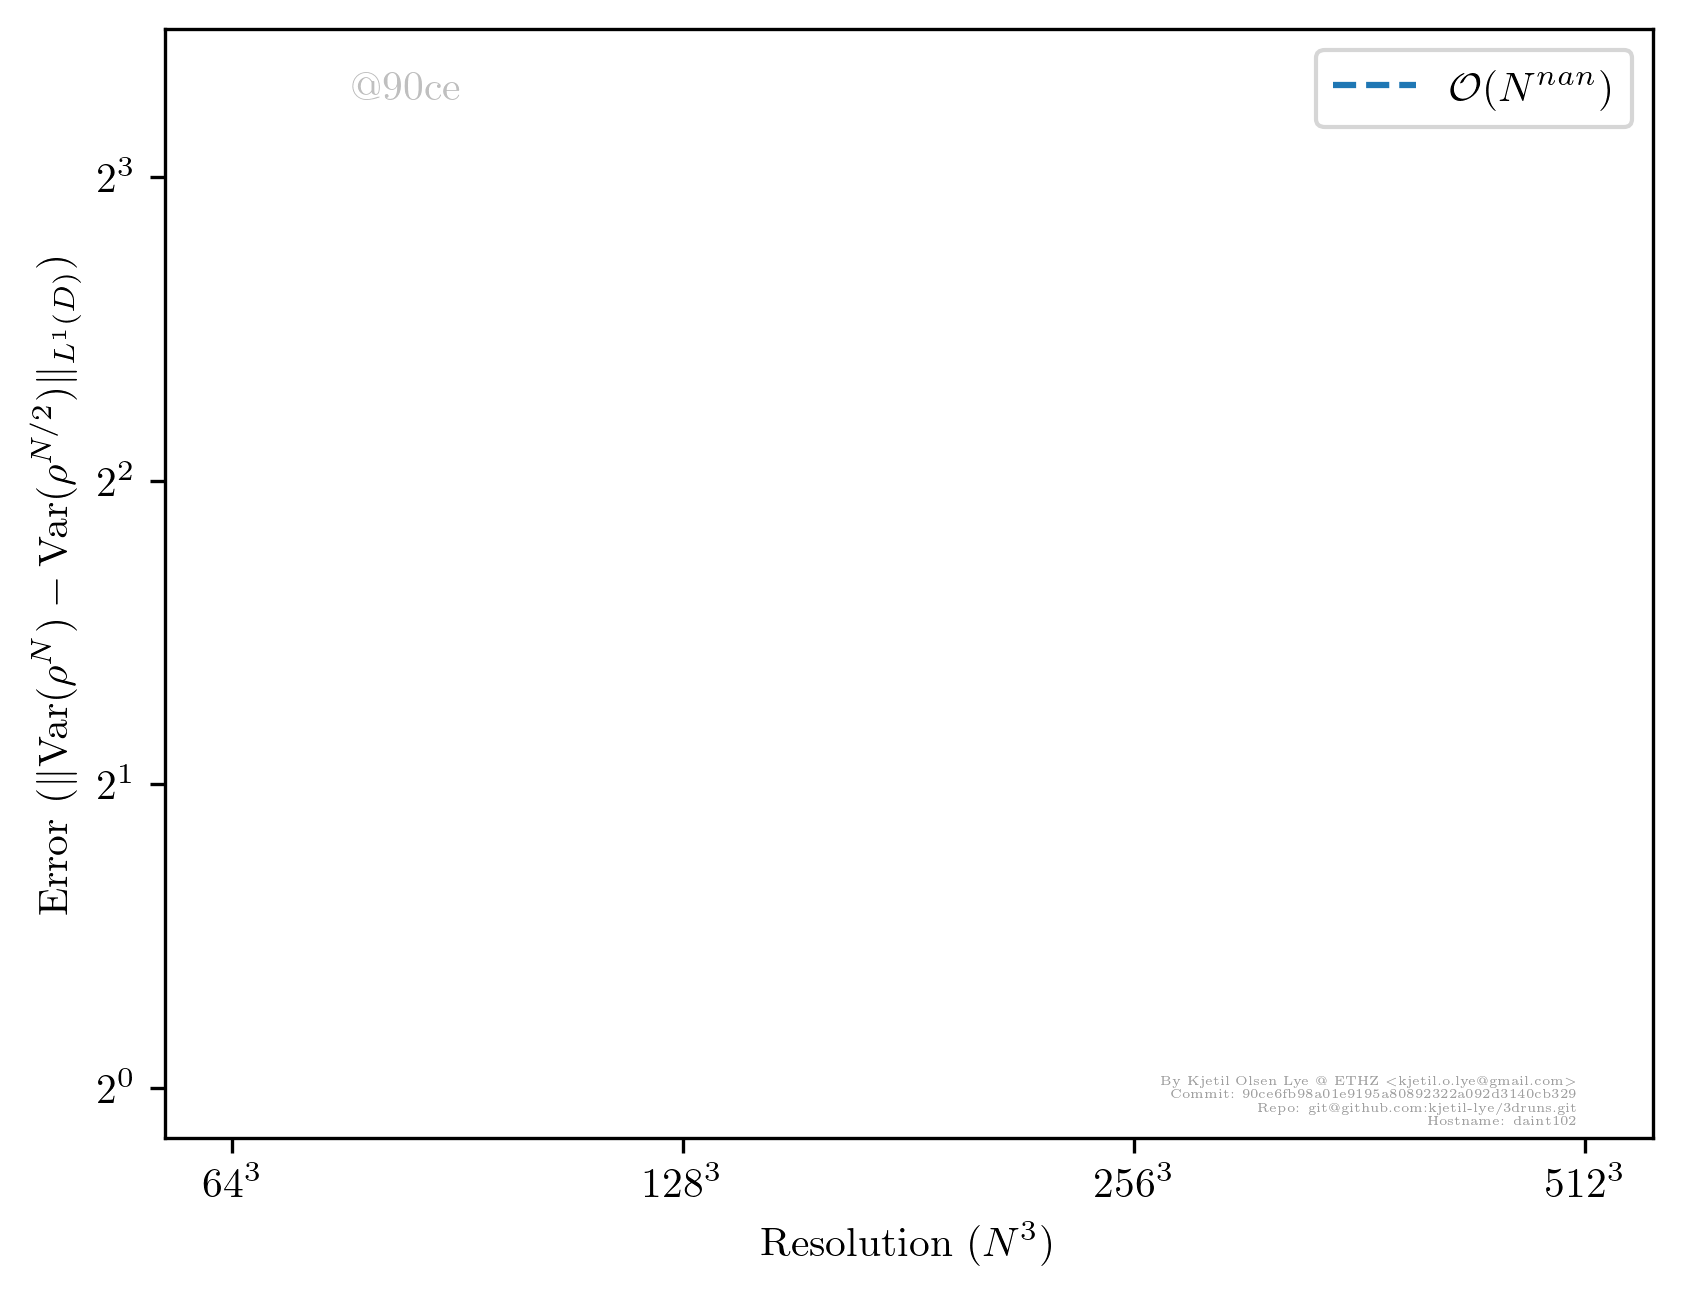 @90ce
O(N^{nan})
2^3
2^2
2^1
2^0
Error (‖Var(ρ^N) − Var(ρ^{N/2})‖_{L^1(D)})
By Kjetil Olsen Lye @ ETHZ <kjetil.o.lye@gmail.com>
Commit: 90ce6fb98a01e9195a80892322a092d3140cb329
Repo: git@github.com:kjetil-lye/3druns.git
Hostname: daint102
64^3 128^3 256^3 512^3
Resolution (N^3)